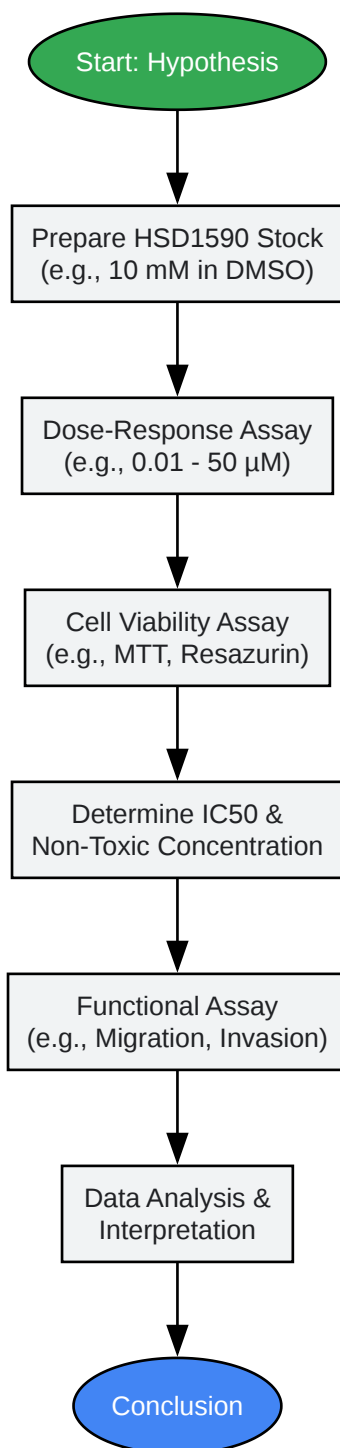 Start: Hypothesis
Prepare HSD1590 Stock
(e.g., 10 mM in DMSO)
Dose-Response Assay
(e.g., 0.01 - 50 µM)
Cell Viability Assay
(e.g., MTT, Resazurin)
Determine IC50 &
Non-Toxic Concentration
Functional Assay
(e.g., Migration, Invasion)
Data Analysis &
Interpretation
Conclusion